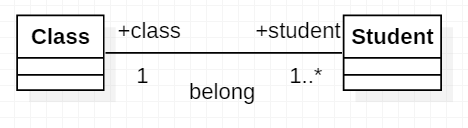 Class
+class
+student
Student
1
1..*
belong